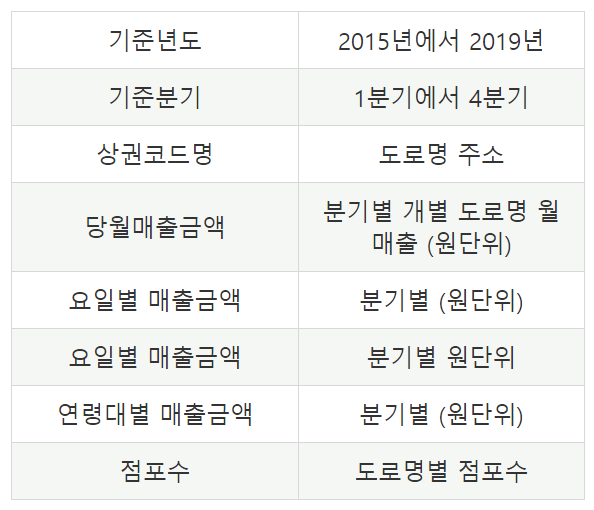 기준년도 2015년에서 2019년
기준분기 1분기에서 4분기
상권코드명 도로명 주소
당월매출금액 분기별 개별 도로명 월
매출 (원단위)
요일별 매출금액 분기별 (원단위)
요일별 매출금액 분기별 원단위
연령대별 매출금액 분기별 (원단위)
점포수 도로명별 점포수